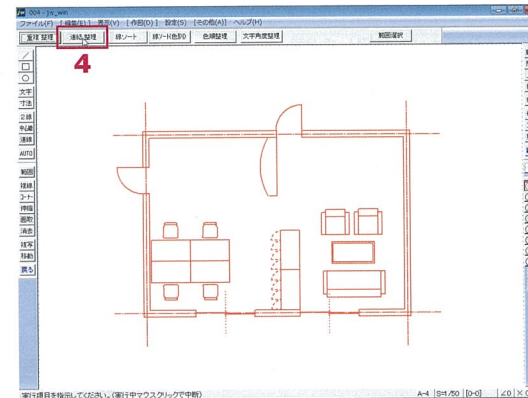 004 - jw_win
ファイル(F) [編集(E)] 表示(V) [作図(D)] 設定(S) [その他(A)] ヘルプ(H)
重複整理 連結整理 線ソート 線ソート(色別) 色順整理 文字角度整理 範囲選択
4
文字
寸法
2線
中心線
連線
AUTO
範囲
複線
コーナー
伸縮
面取
消去
複写
移動
戻る
実行項目を指示してください。(実行中マウスクリックで中断)
A-4 S=1/50 [0-0] ∠0 ×